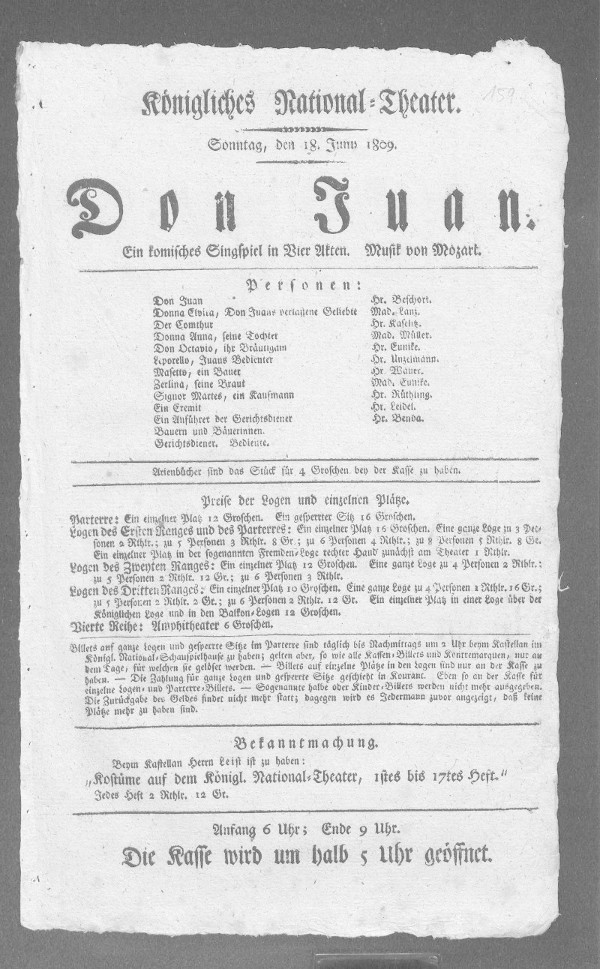 159
Königliches National-Theater.
Sonntag, den 18. Juny 1809.
Don Juan.
Ein komisches Singspiel in Vier Akten. Musik von Mozart.
Personen:
Don Juan Hr. Beschort.
Donna Elvira, Don Juans verlassene Geliebte Mad. Lanz.
Der Comthur Hr. Kaselitz.
Donna Anna, seine Tochter Mad. Müller.
Don Octavio, ihr Bräutigam Hr. Eunike.
Leporello, Juans Bedienter Hr. Unzelmann.
Masetto, ein Bauer Hr. Wauer.
Zerlina, seine Braut Mad. Eunike.
Signor Martes, ein Kaufmann Hr. Rüthling.
Ein Eremit Hr. Leidel.
Ein Anführer der Gerichtsdiener Hr. Benda.
Bauern und Bäuerinnen.
Gerichtsdiener. Bediente.
Arienbücher sind das Stück für 4 Groschen bey der Kasse zu haben.
Preise der Logen und einzelnen Plätze.
Parterre: Ein einzelner Platz 12 Groschen. Ein gesperrter Sitz 16 Groschen.
Logen des Ersten Ranges und des Parterres: Ein einzelner Platz 16 Groschen. Eine ganze Loge zu 3 Per-
sonen 2 Rthlr.; zu 5 Personen 3 Rthlr. 8 Gr.; zu 6 Personen 4 Rthlr.; zu 8 Personen 5 Rthlr. 8 Gr.
Ein einzelner Platz in der sogenannten Fremden-Loge rechter Hand zunächst am Theater 1 Rthlr.
Logen des Zweyten Ranges: Ein einzelner Platz 12 Groschen. Eine ganze Loge zu 4 Personen 2 Rthlr.;
zu 5 Personen 2 Rthlr. 12 Gr.; zu 6 Personen 3 Rthlr.
Logen des Dritten Ranges: Ein einzelner Platz 10 Groschen. Eine ganze Loge zu 4 Personen 1 Rthlr. 16 Gr.;
zu 5 Personen 2 Rthlr. 2 Gr.; zu 6 Personen 2 Rthlr. 12 Gr. Ein einzelner Platz in einer Loge über der
Königlichen Loge und in den Balkon-Logen 12 Groschen.
Vierte Reihe: Amphitheater 6 Groschen.
Billets auf ganze Logen und gesperrte Sitze im Parterre sind täglich bis Nachmittags um 2 Uhr beym Kastellan im
Königl. National-Schauspielhause zu haben; gelten aber, so wie alle Kassen-Billets und Kontremarquen, nur an
dem Tage, für welchen sie gelöset werden. — Billets auf einzelne Plätze in den Logen sind nur an der Kasse zu
haben. — Die Zahlung für ganze Logen und gesperrte Sitze geschieht in Kourant. Eben so an der Kasse für
einzelne Logen- und Parterre-Billets. — Sogenannte halbe oder Kinder-Billets werden nicht mehr ausgegeben.
Die Zurückgabe des Geldes findet nicht mehr statt; dagegen wird es Jedermann zuvor angezeigt, daß keine
Plätze mehr zu haben sind.
Bekanntmachung.
Beym Kastellan Herrn Leist ist zu haben:
„Kostüme auf dem Königl. National-Theater, 1stes bis 17tes Heft.“
Jedes Heft 2 Rthlr. 12 Gr.
Anfang 6 Uhr; Ende 9 Uhr.
Die Kasse wird um halb 5 Uhr geöffnet.